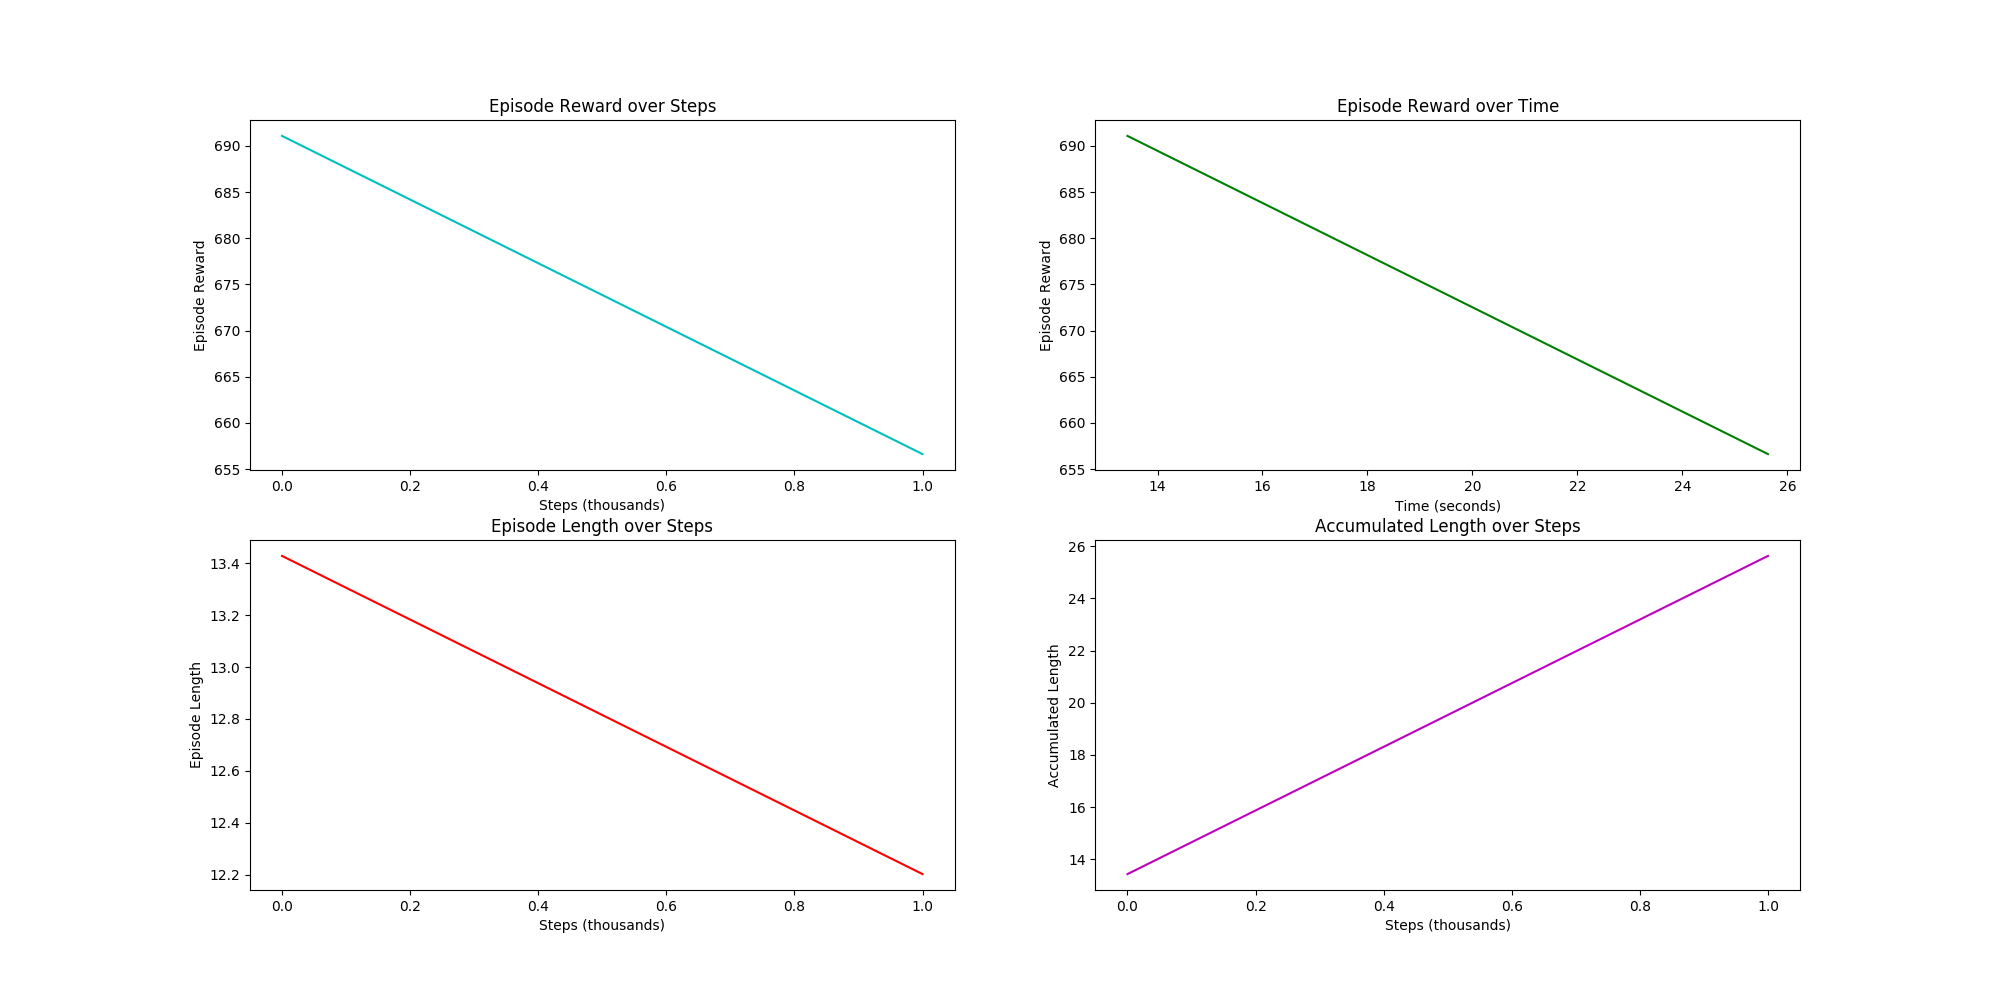 Episode Reward over Steps
Episode Reward
690
685
680
675
670
665
660
655
0.0 0.2 0.4 0.6 0.8 1.0
Steps (thousands)
Episode Reward over Time
Episode Reward
690
685
680
675
670
665
660
655
14 16 18 20 22 24 26
Time (seconds)
Episode Length over Steps
Episode Length
13.4
13.2
13.0
12.8
12.6
12.4
12.2
0.0 0.2 0.4 0.6 0.8 1.0
Steps (thousands)
Accumulated Length over Steps
Accumulated Length
26
24
22
20
18
16
14
0.0 0.2 0.4 0.6 0.8 1.0
Steps (thousands)